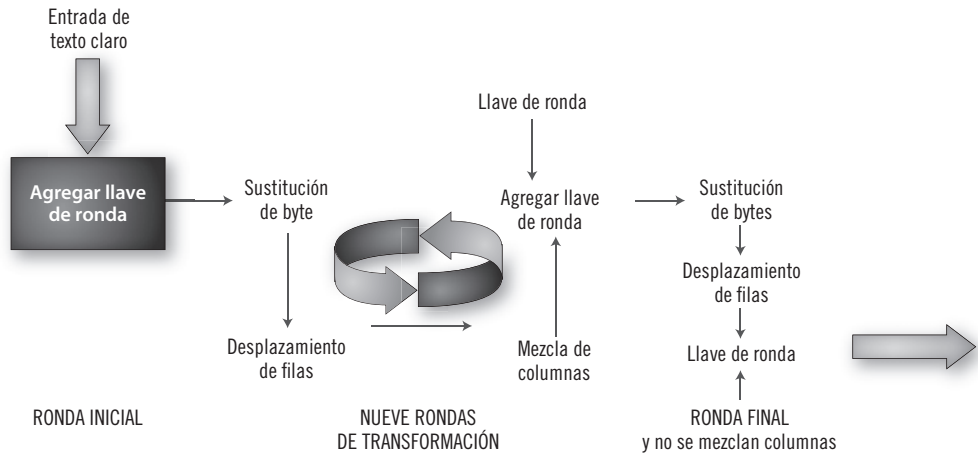 Entrada de
texto claro
Agregar llave
de ronda
Sustitución
de byte
Desplazamiento
de filas
Llave de ronda
Agregar llave
de ronda
Mezcla de
columnas
Sustitución
de bytes
Desplazamiento
de filas
Llave de ronda
RONDA INICIAL
NUEVE RONDAS
DE TRANSFORMACIÓN
RONDA FINAL
y no se mezclan columnas